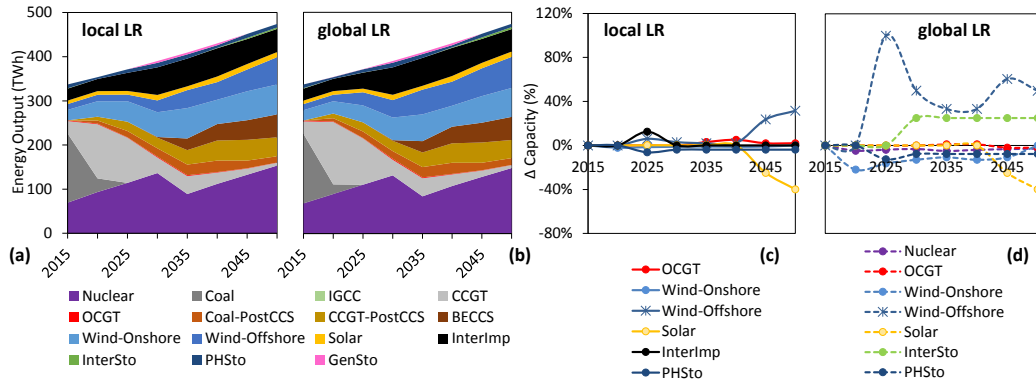 local LR
global LR
local LR
global LR
Energy Output (TWh)
500
400
300
200
100
0
2015
2025
2035
2045
2015
2025
2035
2045
(a)
(b)
Δ Capacity (%)
120%
80%
40%
0%
-40%
-80%
2015
2025
2035
2045
2015
2025
2035
2045
(c)
(d)
Nuclear
Coal
IGCC
CCGT
OCGT
Coal-PostCCS
CCGT-PostCCS
BECCS
Wind-Onshore
Wind-Offshore
Solar
InterImp
InterSto
PHSto
GenSto
OCGT
Wind-Onshore
Wind-Offshore
Solar
InterImp
PHSto
Nuclear
OCGT
Wind-Onshore
Wind-Offshore
Solar
InterSto
PHSto